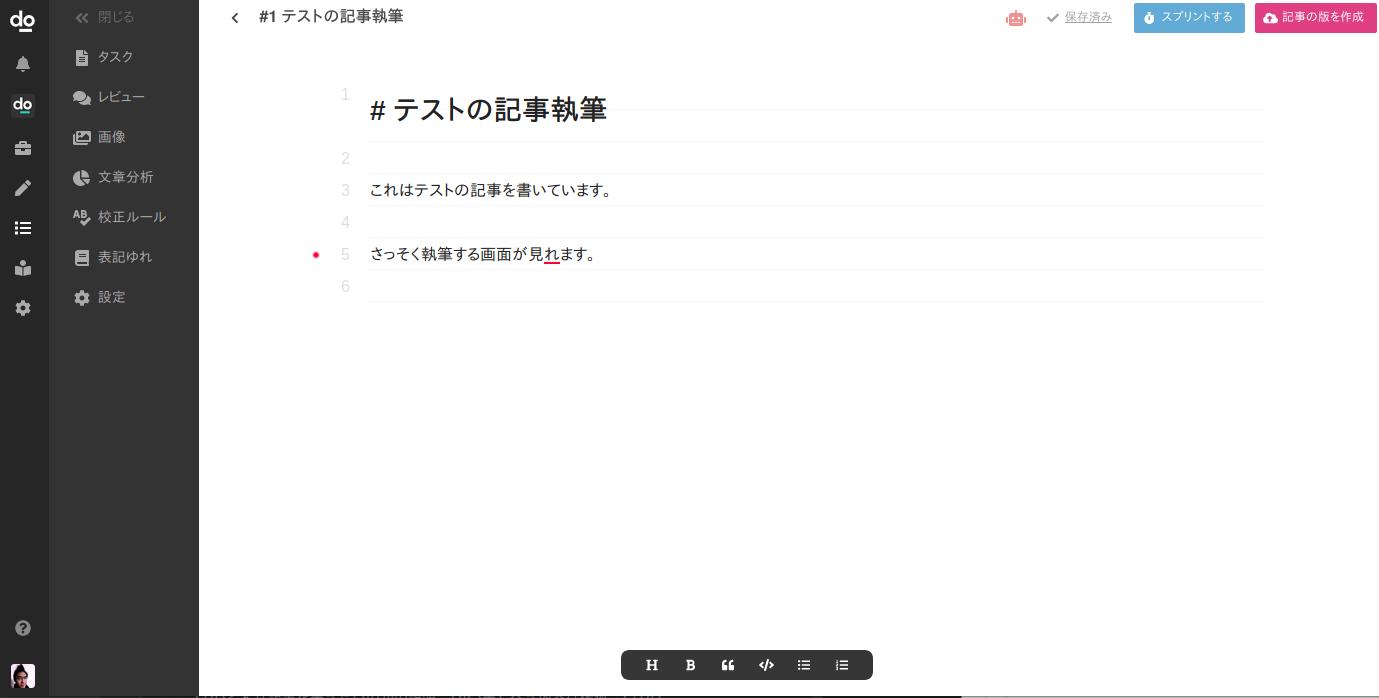 do
閉じる
#1 テストの記事執筆
保存済み
スプリントする
記事の版を作成
do
タスク
レビュー
画像
文章分析
AB 校正ルール
表記ゆれ
設定
1 # テストの記事執筆
2
3 これはテストの記事を書いています。
4
5 さっそく執筆する画面が見れます。
6
H B